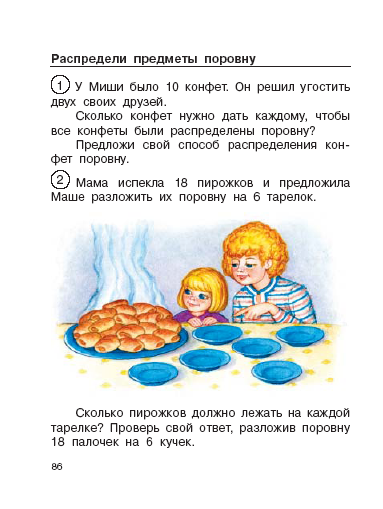 Распредели предметы поровну
1 У Миши было 10 конфет. Он решил угостить
двух своих друзей.
Сколько конфет нужно дать каждому, чтобы
все конфеты были распределены поровну?
Предложи свой способ распределения кон-
фет поровну.
2 Мама испекла 18 пирожков и предложила
Маше разложить их поровну на 6 тарелок.
Сколько пирожков должно лежать на каждой
тарелке? Проверь свой ответ, разложив поровну
18 палочек на 6 кучек.
86